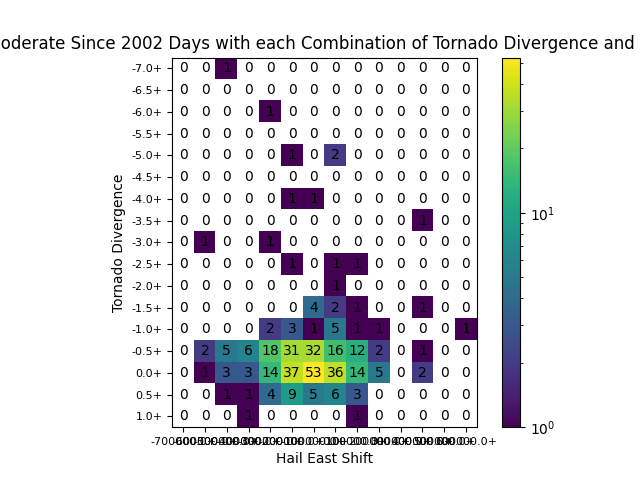 oderate Since 2002 Days with each Combination of Tornado Divergence and
-7.0+ 0 0 1 0 0 0 0 0 0 0 0 0 0 0
-6.5+ 0 0 0 0 0 0 0 0 0 0 0 0 0 0
-6.0+ 0 0 0 0 1 0 0 0 0 0 0 0 0 0
-5.5+ 0 0 0 0 0 0 0 0 0 0 0 0 0 0
-5.0+ 0 0 0 0 0 1 0 2 0 0 0 0 0 0
-4.5+ 0 0 0 0 0 0 0 0 0 0 0 0 0 0
-4.0+ 0 0 0 0 0 1 1 0 0 0 0 0 0 0
-3.5+ 0 0 0 0 0 0 0 0 0 0 0 1 0 0
-3.0+ 0 1 0 0 1 0 0 0 0 0 0 0 0 0
-2.5+ 0 0 0 0 0 1 0 1 1 0 0 0 0 0
-2.0+ 0 0 0 0 0 0 0 1 0 0 0 0 0 0
-1.5+ 0 0 0 0 0 0 4 2 1 0 0 1 0 0
-1.0+ 0 0 0 0 2 3 1 5 1 1 0 0 0 1
-0.5+ 0 2 5 6 18 31 32 16 12 2 0 1 0 0
0.0+ 0 1 3 3 14 37 53 36 14 5 0 2 0 0
0.5+ 0 0 1 1 4 9 5 6 3 0 0 0 0 0
1.0+ 0 0 0 1 0 0 0 0 1 0 0 0 0 0
Hail East Shift
Tornado Divergence
10¹
10⁰